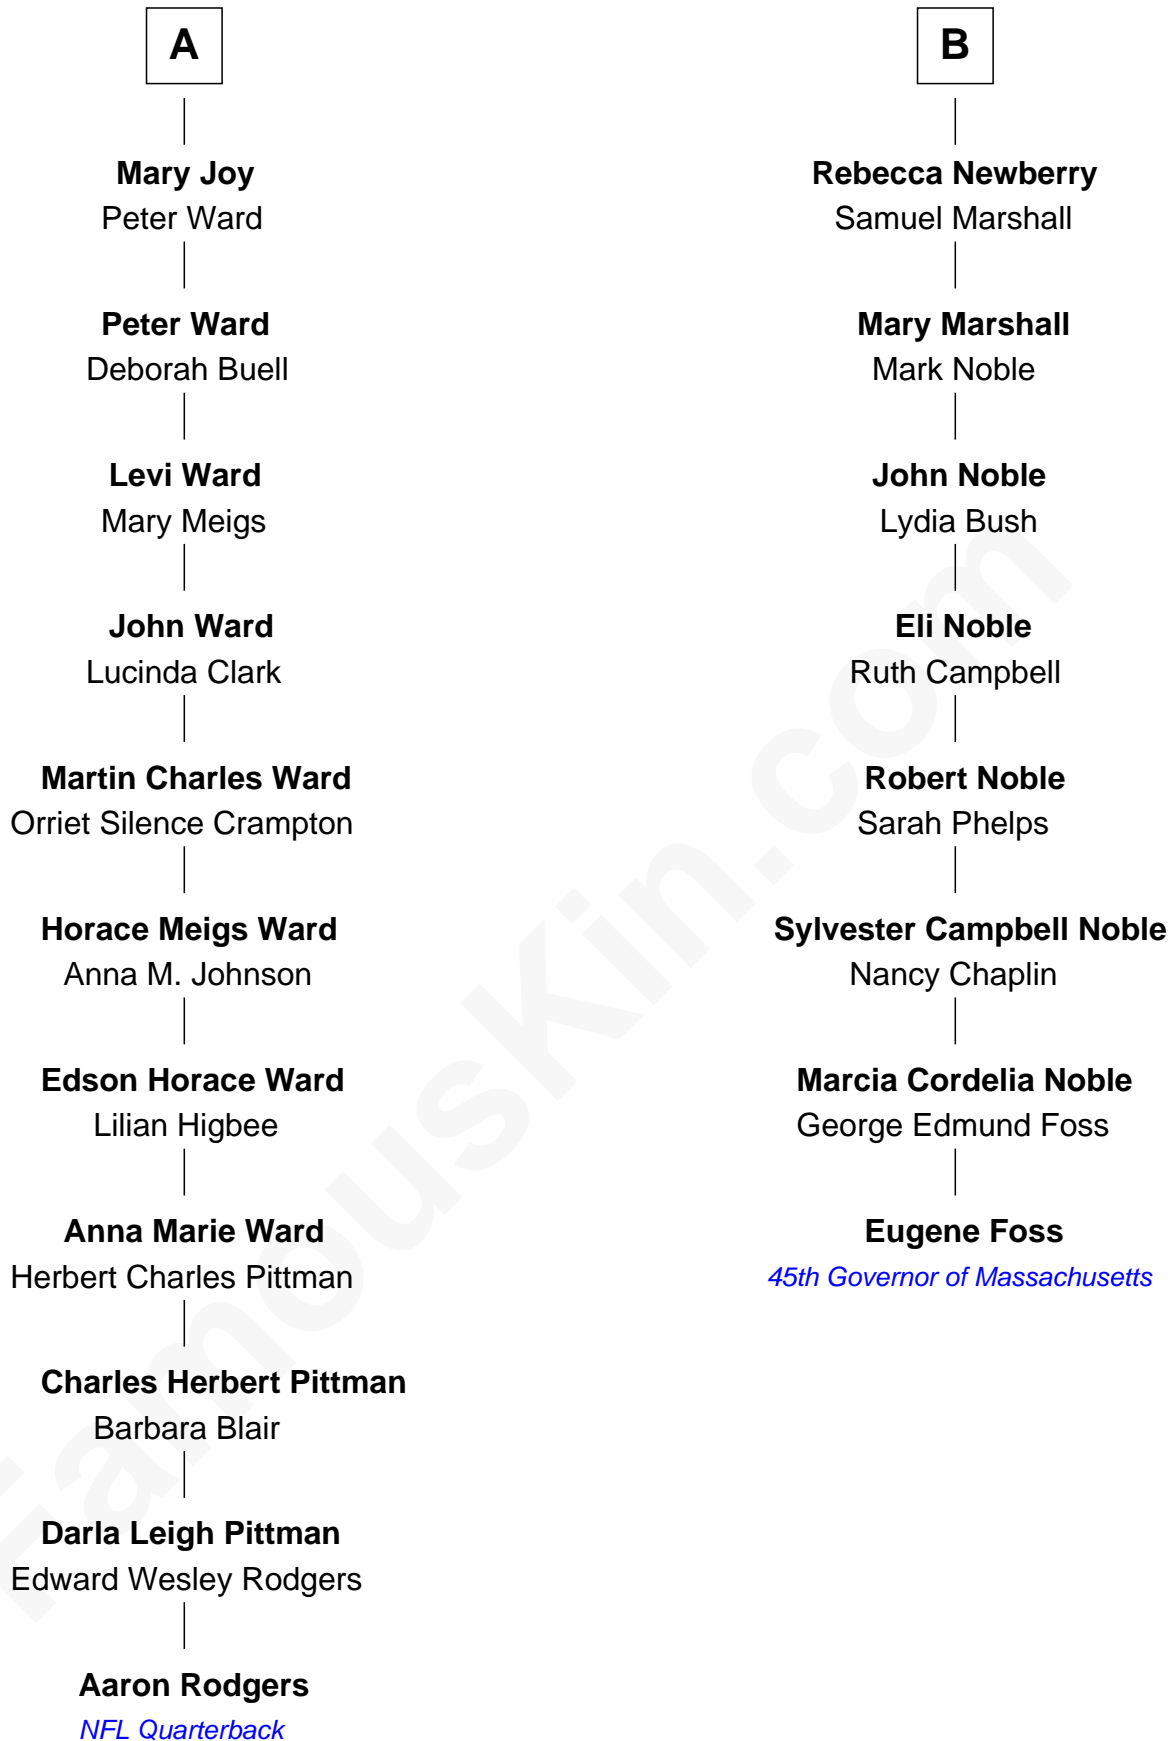 A
Mary Joy
Peter Ward
Peter Ward
Deborah Buell
Levi Ward
Mary Meigs
John Ward
Lucinda Clark
Martin Charles Ward
Orriet Silence Crampton
Horace Meigs Ward
Anna M. Johnson
Edson Horace Ward
Lilian Higbee
Anna Marie Ward
Herbert Charles Pittman
Charles Herbert Pittman
Barbara Blair
Darla Leigh Pittman
Edward Wesley Rodgers
Aaron Rodgers
NFL Quarterback
B
Rebecca Newberry
Samuel Marshall
Mary Marshall
Mark Noble
John Noble
Lydia Bush
Eli Noble
Ruth Campbell
Robert Noble
Sarah Phelps
Sylvester Campbell Noble
Nancy Chaplin
Marcia Cordelia Noble
George Edmund Foss
Eugene Foss
45th Governor of Massachusetts
FamousKin.com